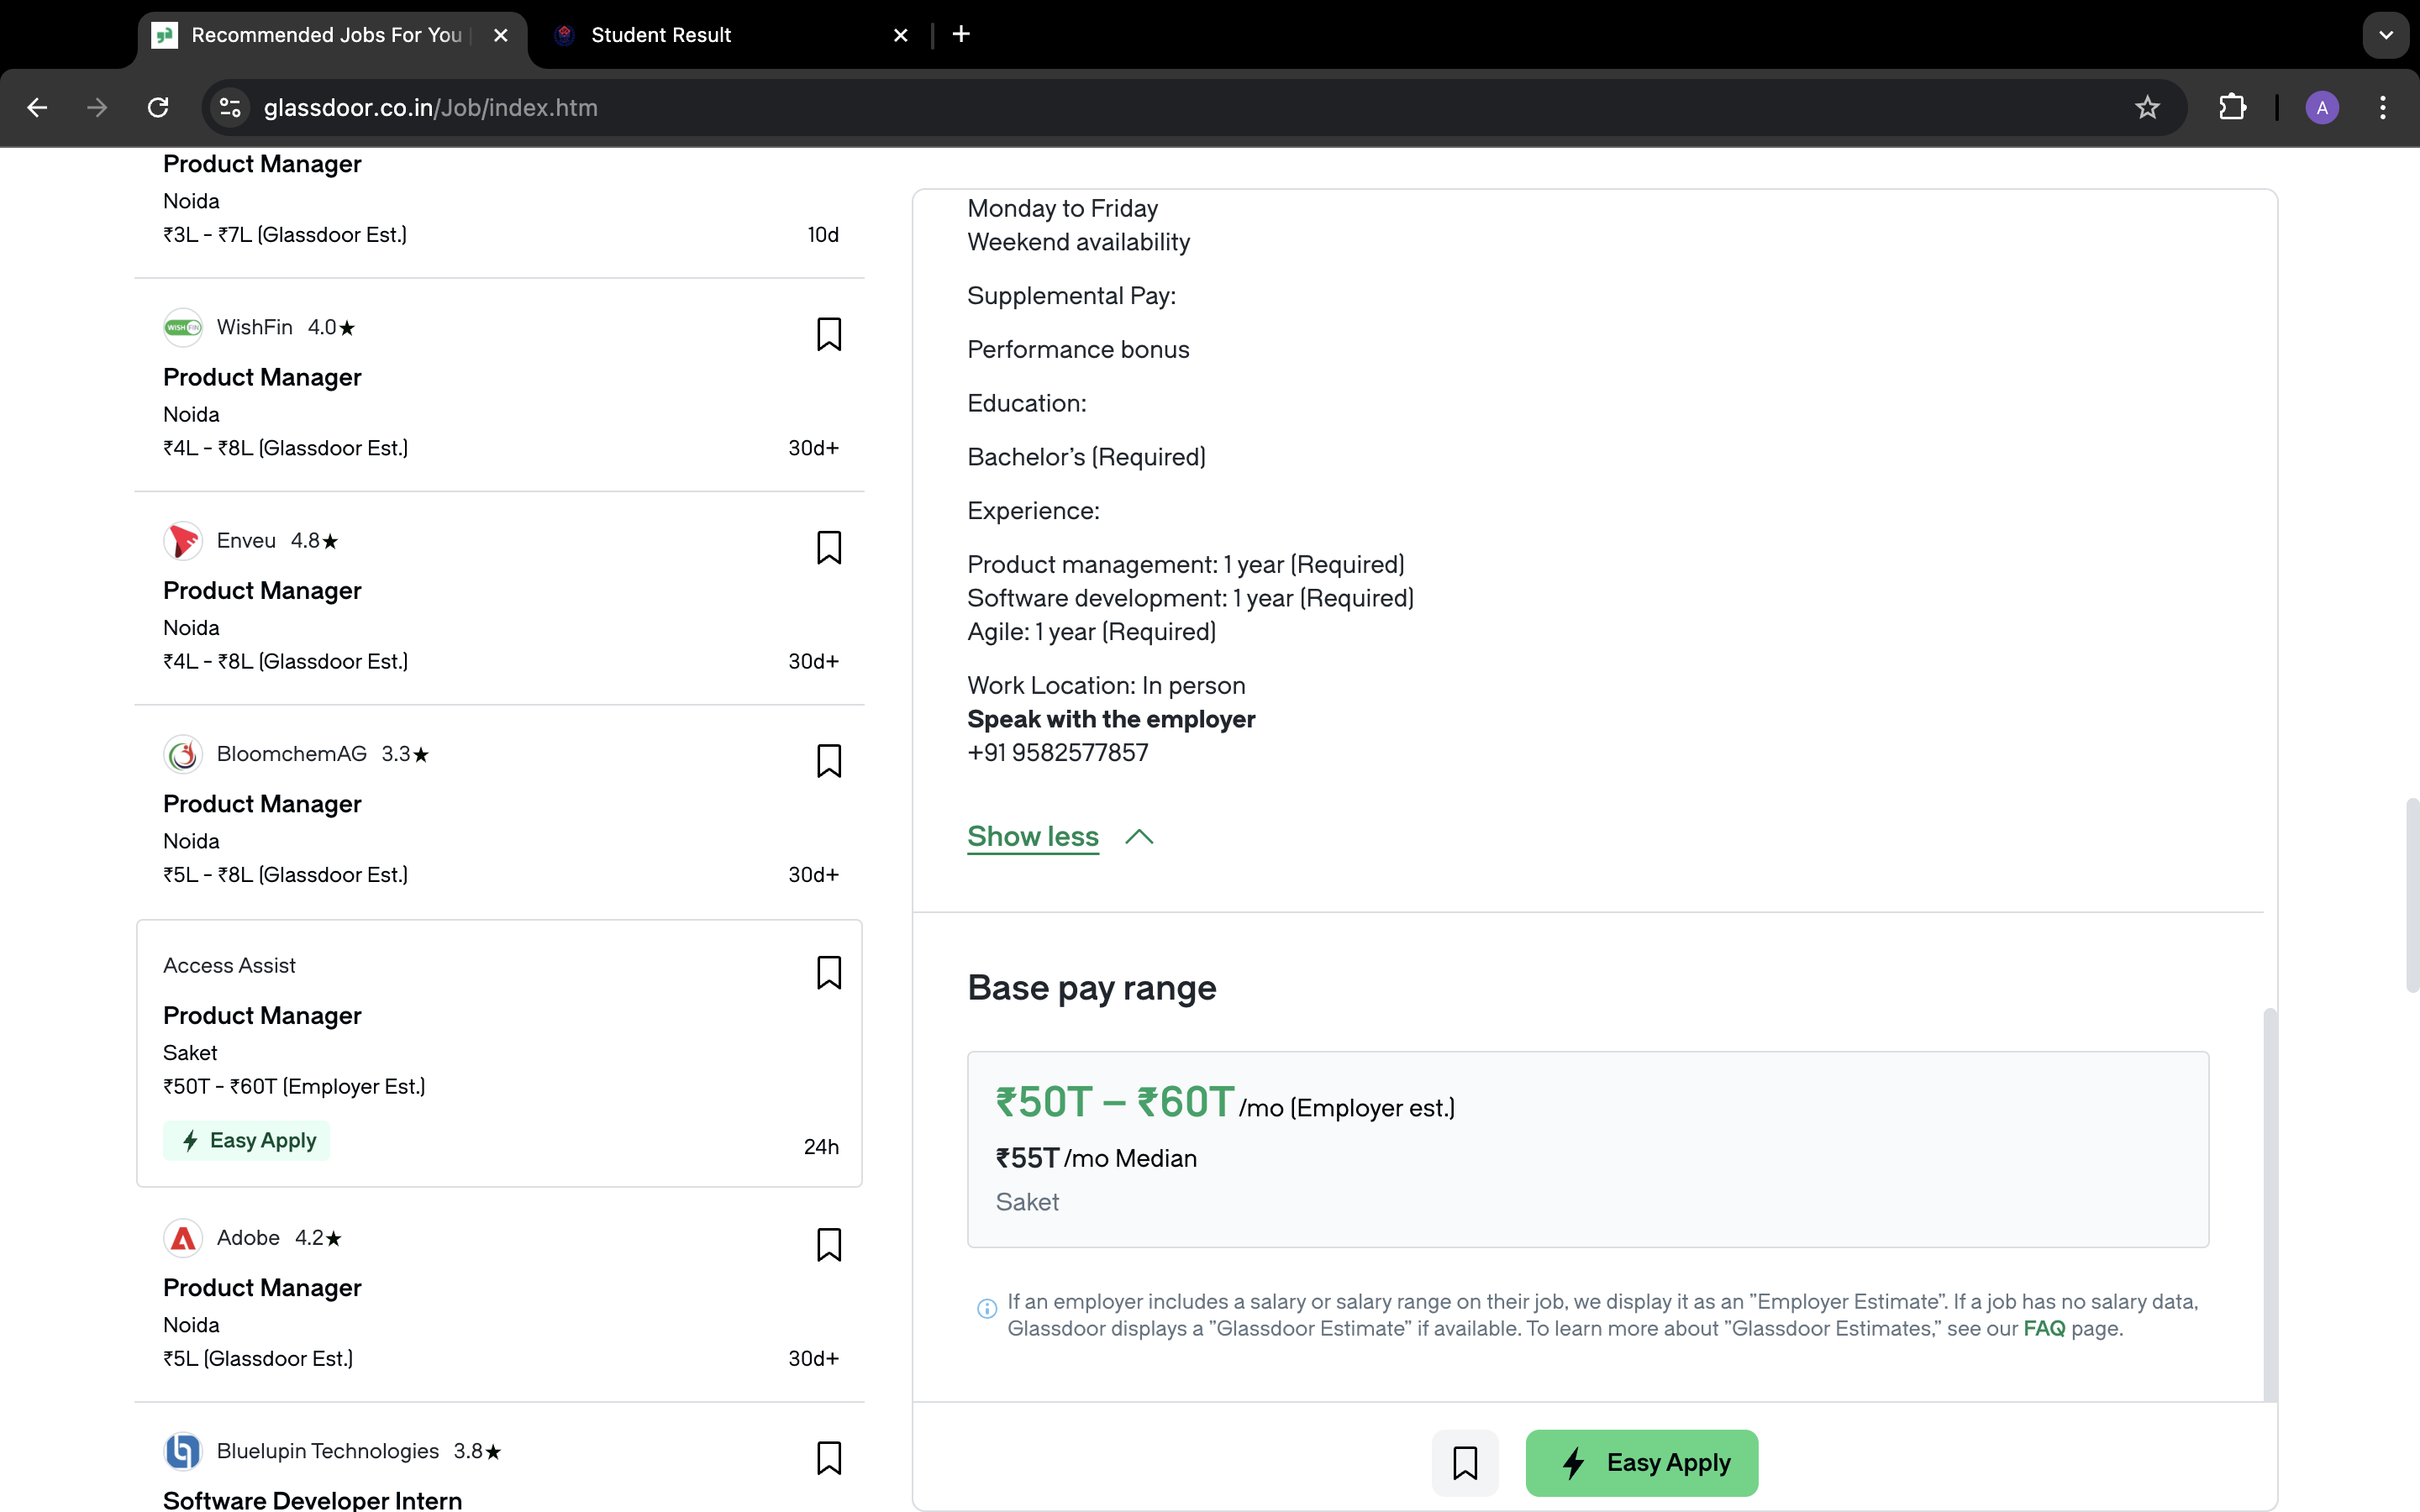 Recommended Jobs For You
Student Result
glassdoor.co.in/Job/index.htm
A
Product Manager
Noida
₹3L - ₹7L (Glassdoor Est.)
10d
WISH FIN
WishFin 4.0★
Product Manager
Noida
₹4L - ₹8L (Glassdoor Est.)
30d+
Enveu 4.8★
Product Manager
Noida
₹4L - ₹8L (Glassdoor Est.)
30d+
BloomchemAG 3.3★
Product Manager
Noida
₹5L - ₹8L (Glassdoor Est.)
30d+
Access Assist
Product Manager
Saket
₹50T - ₹60T (Employer Est.)
Easy Apply
24h
Adobe 4.2★
Product Manager
Noida
₹5L (Glassdoor Est.)
30d+
Bluelupin Technologies 3.8★
Software Developer Intern
Monday to Friday
Weekend availability
Supplemental Pay:
Performance bonus
Education:
Bachelor’s (Required)
Experience:
Product management: 1 year (Required)
Software development: 1 year (Required)
Agile: 1 year (Required)
Work Location: In person
Speak with the employer
+91 9582577857
Show less
Base pay range
₹50T – ₹60T /mo (Employer est.)
₹55T /mo Median
Saket
If an employer includes a salary or salary range on their job, we display it as an ”Employer Estimate”. If a job has no salary data,
Glassdoor displays a ”Glassdoor Estimate” if available. To learn more about ”Glassdoor Estimates,” see our FAQ page.
Easy Apply